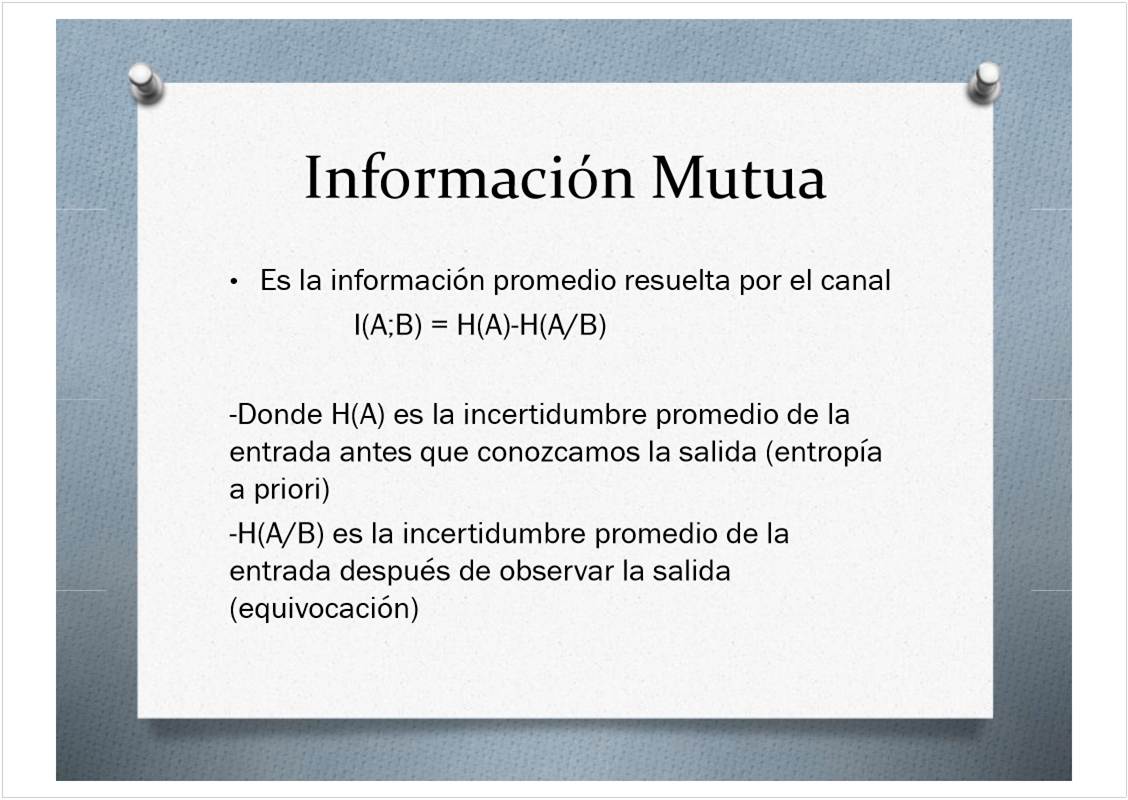 Información Mutua
• Es la información promedio resuelta por el canal
I(A;B) = H(A)-H(A/B)
-Donde H(A) es la incertidumbre promedio de la
entrada antes que conozcamos la salida (entropía
a priori)
-H(A/B) es la incertidumbre promedio de la
entrada después de observar la salida
(equivocación)